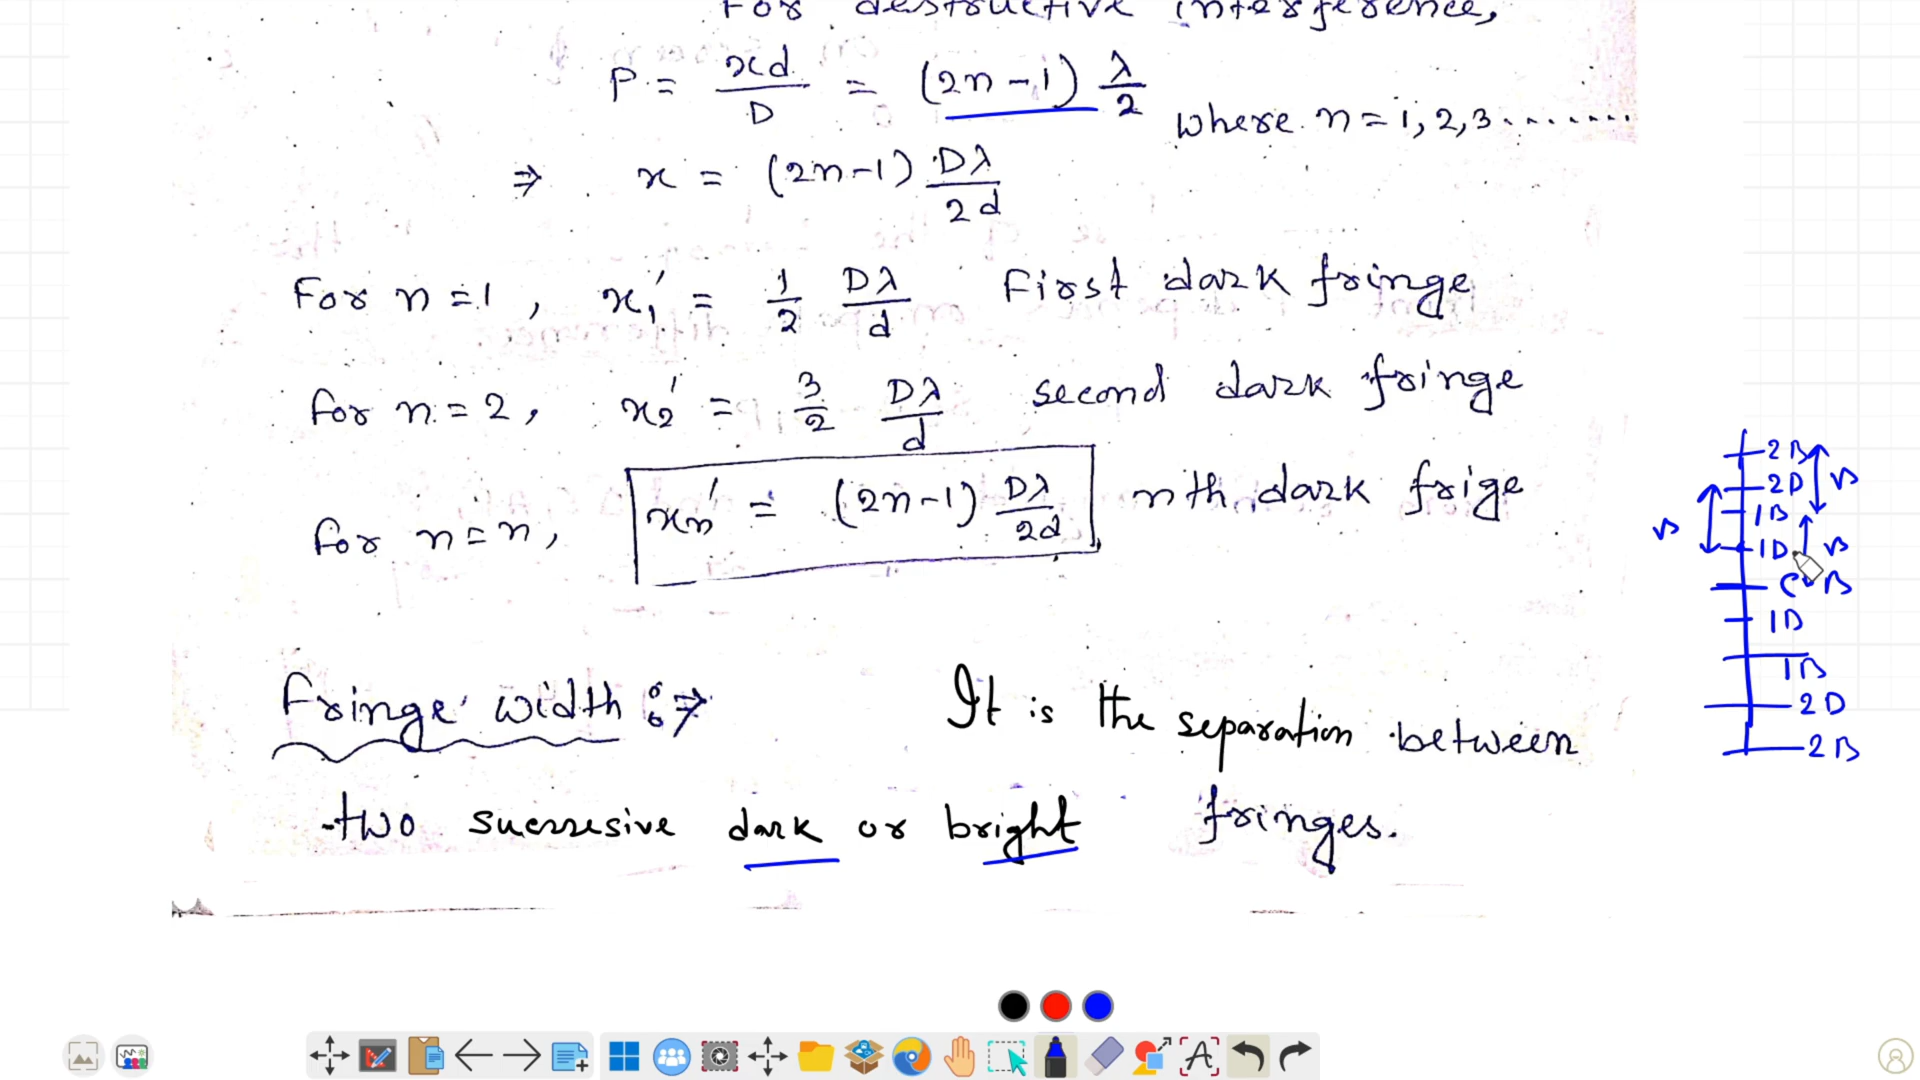 For destructive interference,
P = xd/D = (2n-1) λ/2 where n = 1, 2, 3.......
⇒ x = (2n-1) Dλ/2d
For n=1, x₁' = 1/2 Dλ/d First dark fringe
for n=2, x₂' = 3/2 Dλ/d second dark fringe
for n=n, xn' = (2n-1) Dλ/2d nth dark frige
Fringe width :⇒ It is the separation between
two succesive dark or bright fringes.
2B
2D
1B
1D
1D
1B
2D
2B